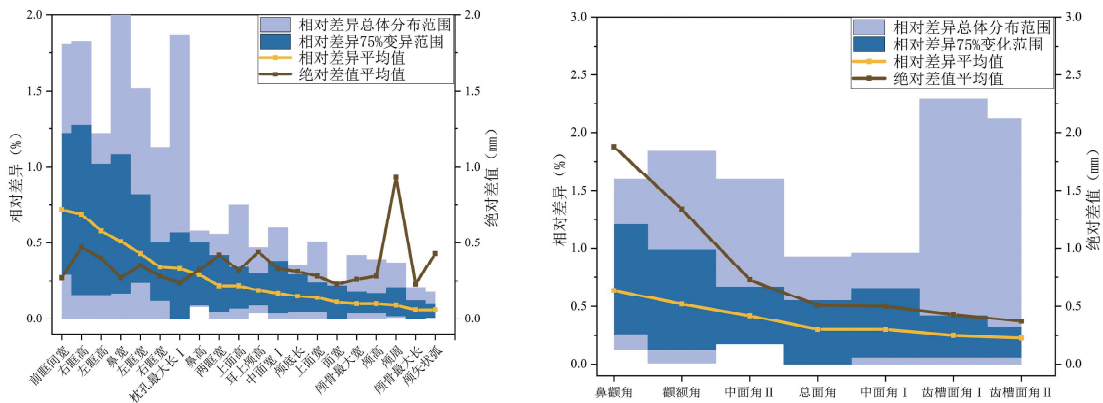 相对差异总体分布范围
相对差异75%变异范围
相对差异平均值
绝对差值平均值
2.0
1.5
1.0
0.5
0.0
相对差异（%）
2.0
1.5
1.0
0.5
0.0
绝对差值（mm）
前眶间宽
右眶高
左眶高
鼻宽
左眶宽
右眶宽
枕孔最大长Ⅰ
鼻高
两眶宽
上面高
耳上颅高
中面宽Ⅰ
颅底长
上面宽
面宽
颅骨最大宽
颅高
颅周
颅骨最大长
颅矢状弧
相对差异总体分布范围
相对差异75%变化范围
相对差异平均值
绝对差值平均值
3.0
2.5
2.0
1.5
1.0
0.5
0.0
相对差异（%）
3.0
2.5
2.0
1.5
1.0
0.5
0.0
绝对差值（mm）
鼻颧角
颧额角
中面角Ⅱ
总面角
中面角Ⅰ
齿槽面角Ⅰ
齿槽面角Ⅱ